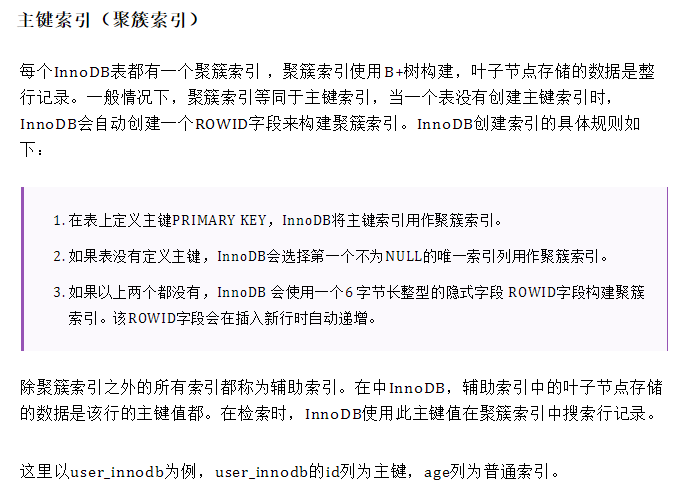 主键索引（聚簇索引）
每个InnoDB表都有一个聚簇索引 ，聚簇索引使用B+树构建，叶子节点存储的数据是整
行记录。一般情况下，聚簇索引等同于主键索引，当一个表没有创建主键索引时，
InnoDB会自动创建一个ROWID字段来构建聚簇索引。InnoDB创建索引的具体规则如
下：
1. 在表上定义主键PRIMARY KEY，InnoDB将主键索引用作聚簇索引。
2. 如果表没有定义主键，InnoDB会选择第一个不为NULL的唯一索引列用作聚簇索引。
3. 如果以上两个都没有，InnoDB 会使用一个6 字节长整型的隐式字段 ROWID字段构建聚簇
索引。该ROWID字段会在插入新行时自动递增。
除聚簇索引之外的所有索引都称为辅助索引。在中InnoDB，辅助索引中的叶子节点存储
的数据是该行的主键值都。在检索时，InnoDB使用此主键值在聚簇索引中搜索行记录。
这里以user_innodb为例，user_innodb的id列为主键，age列为普通索引。